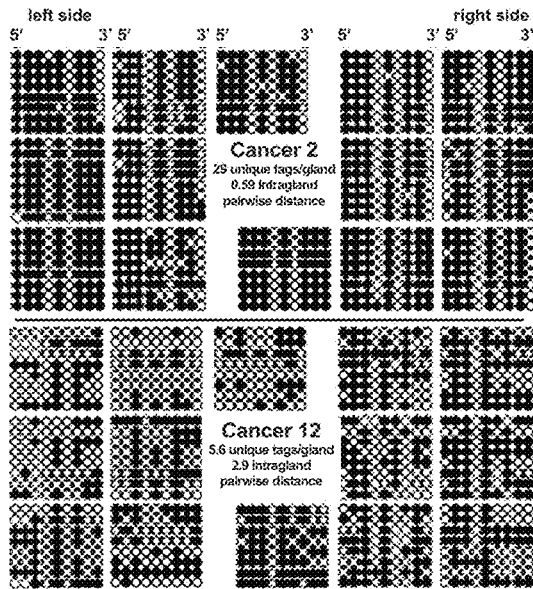 left side right side
5' 3' 5' 3' 5' 3' 5' 3' 5' 3'
Cancer 2
29 unique tags/gland
0.59 intragland
pairwise distance
Cancer 12
5.6 unique tags/gland
2.9 intragland
pairwise distance